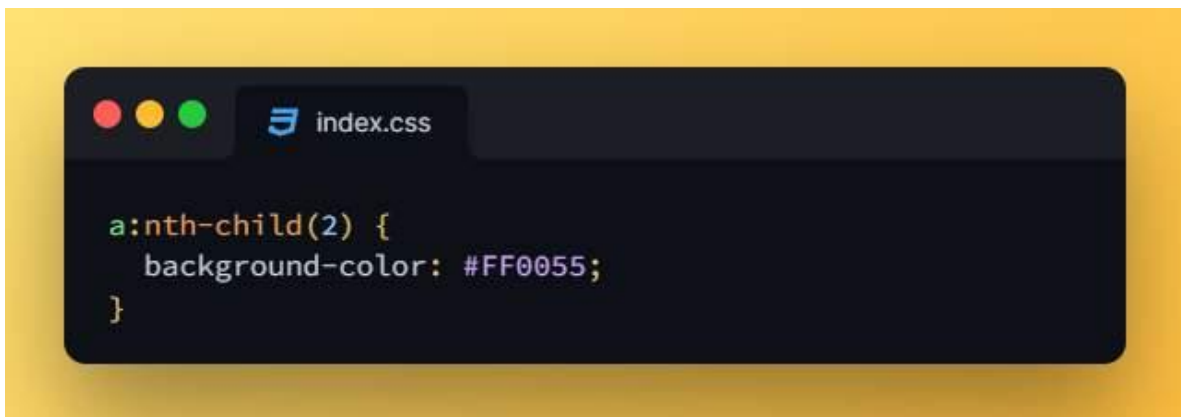 index.css
a:nth-child(2) {
  background-color: #FF0055;
}